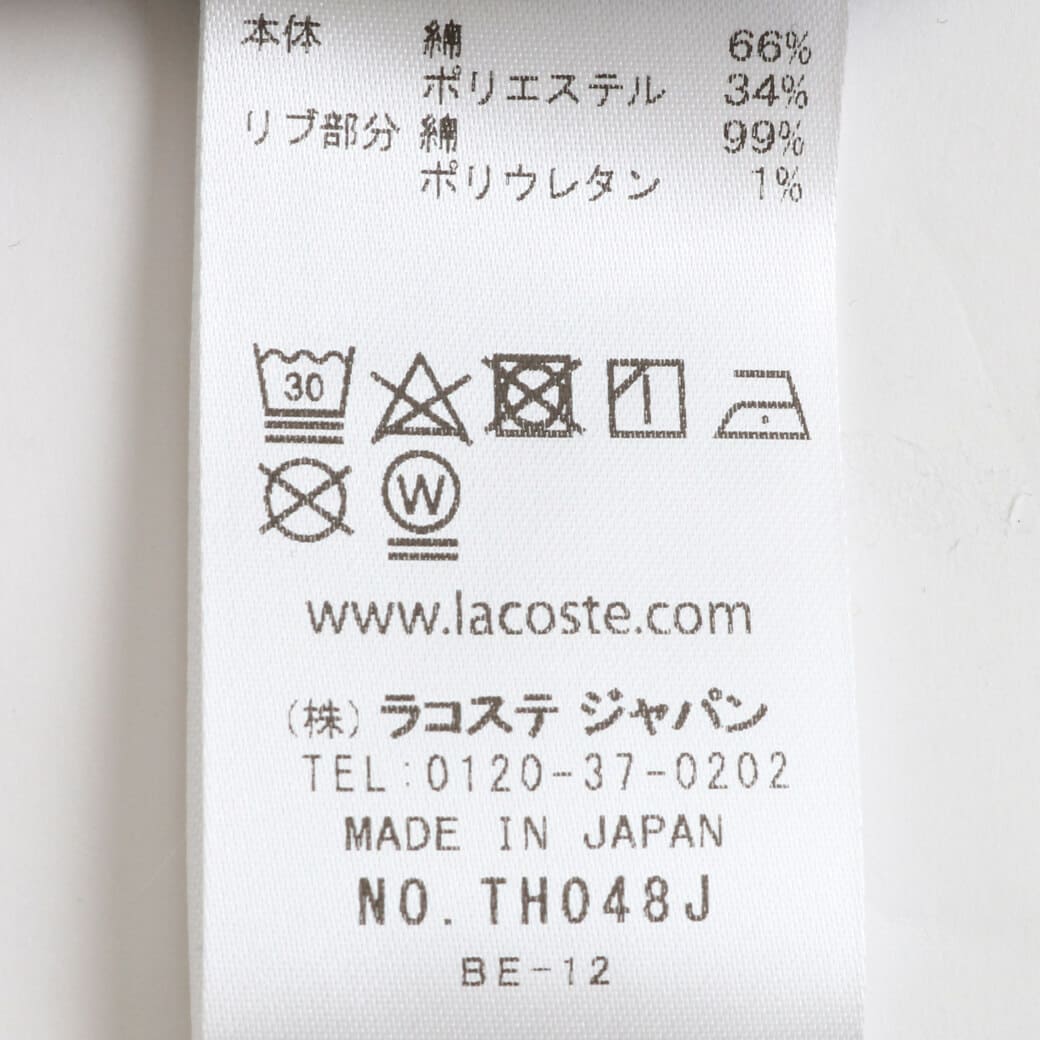 本体 綿 66%
ポリエステル 34%
リブ部分 綿 99%
ポリウレタン 1%
30
W
www.lacoste.com
(株) ラコステ ジャパン
TEL:0120-37-0202
MADE IN JAPAN
NO. TH048J
BE-12